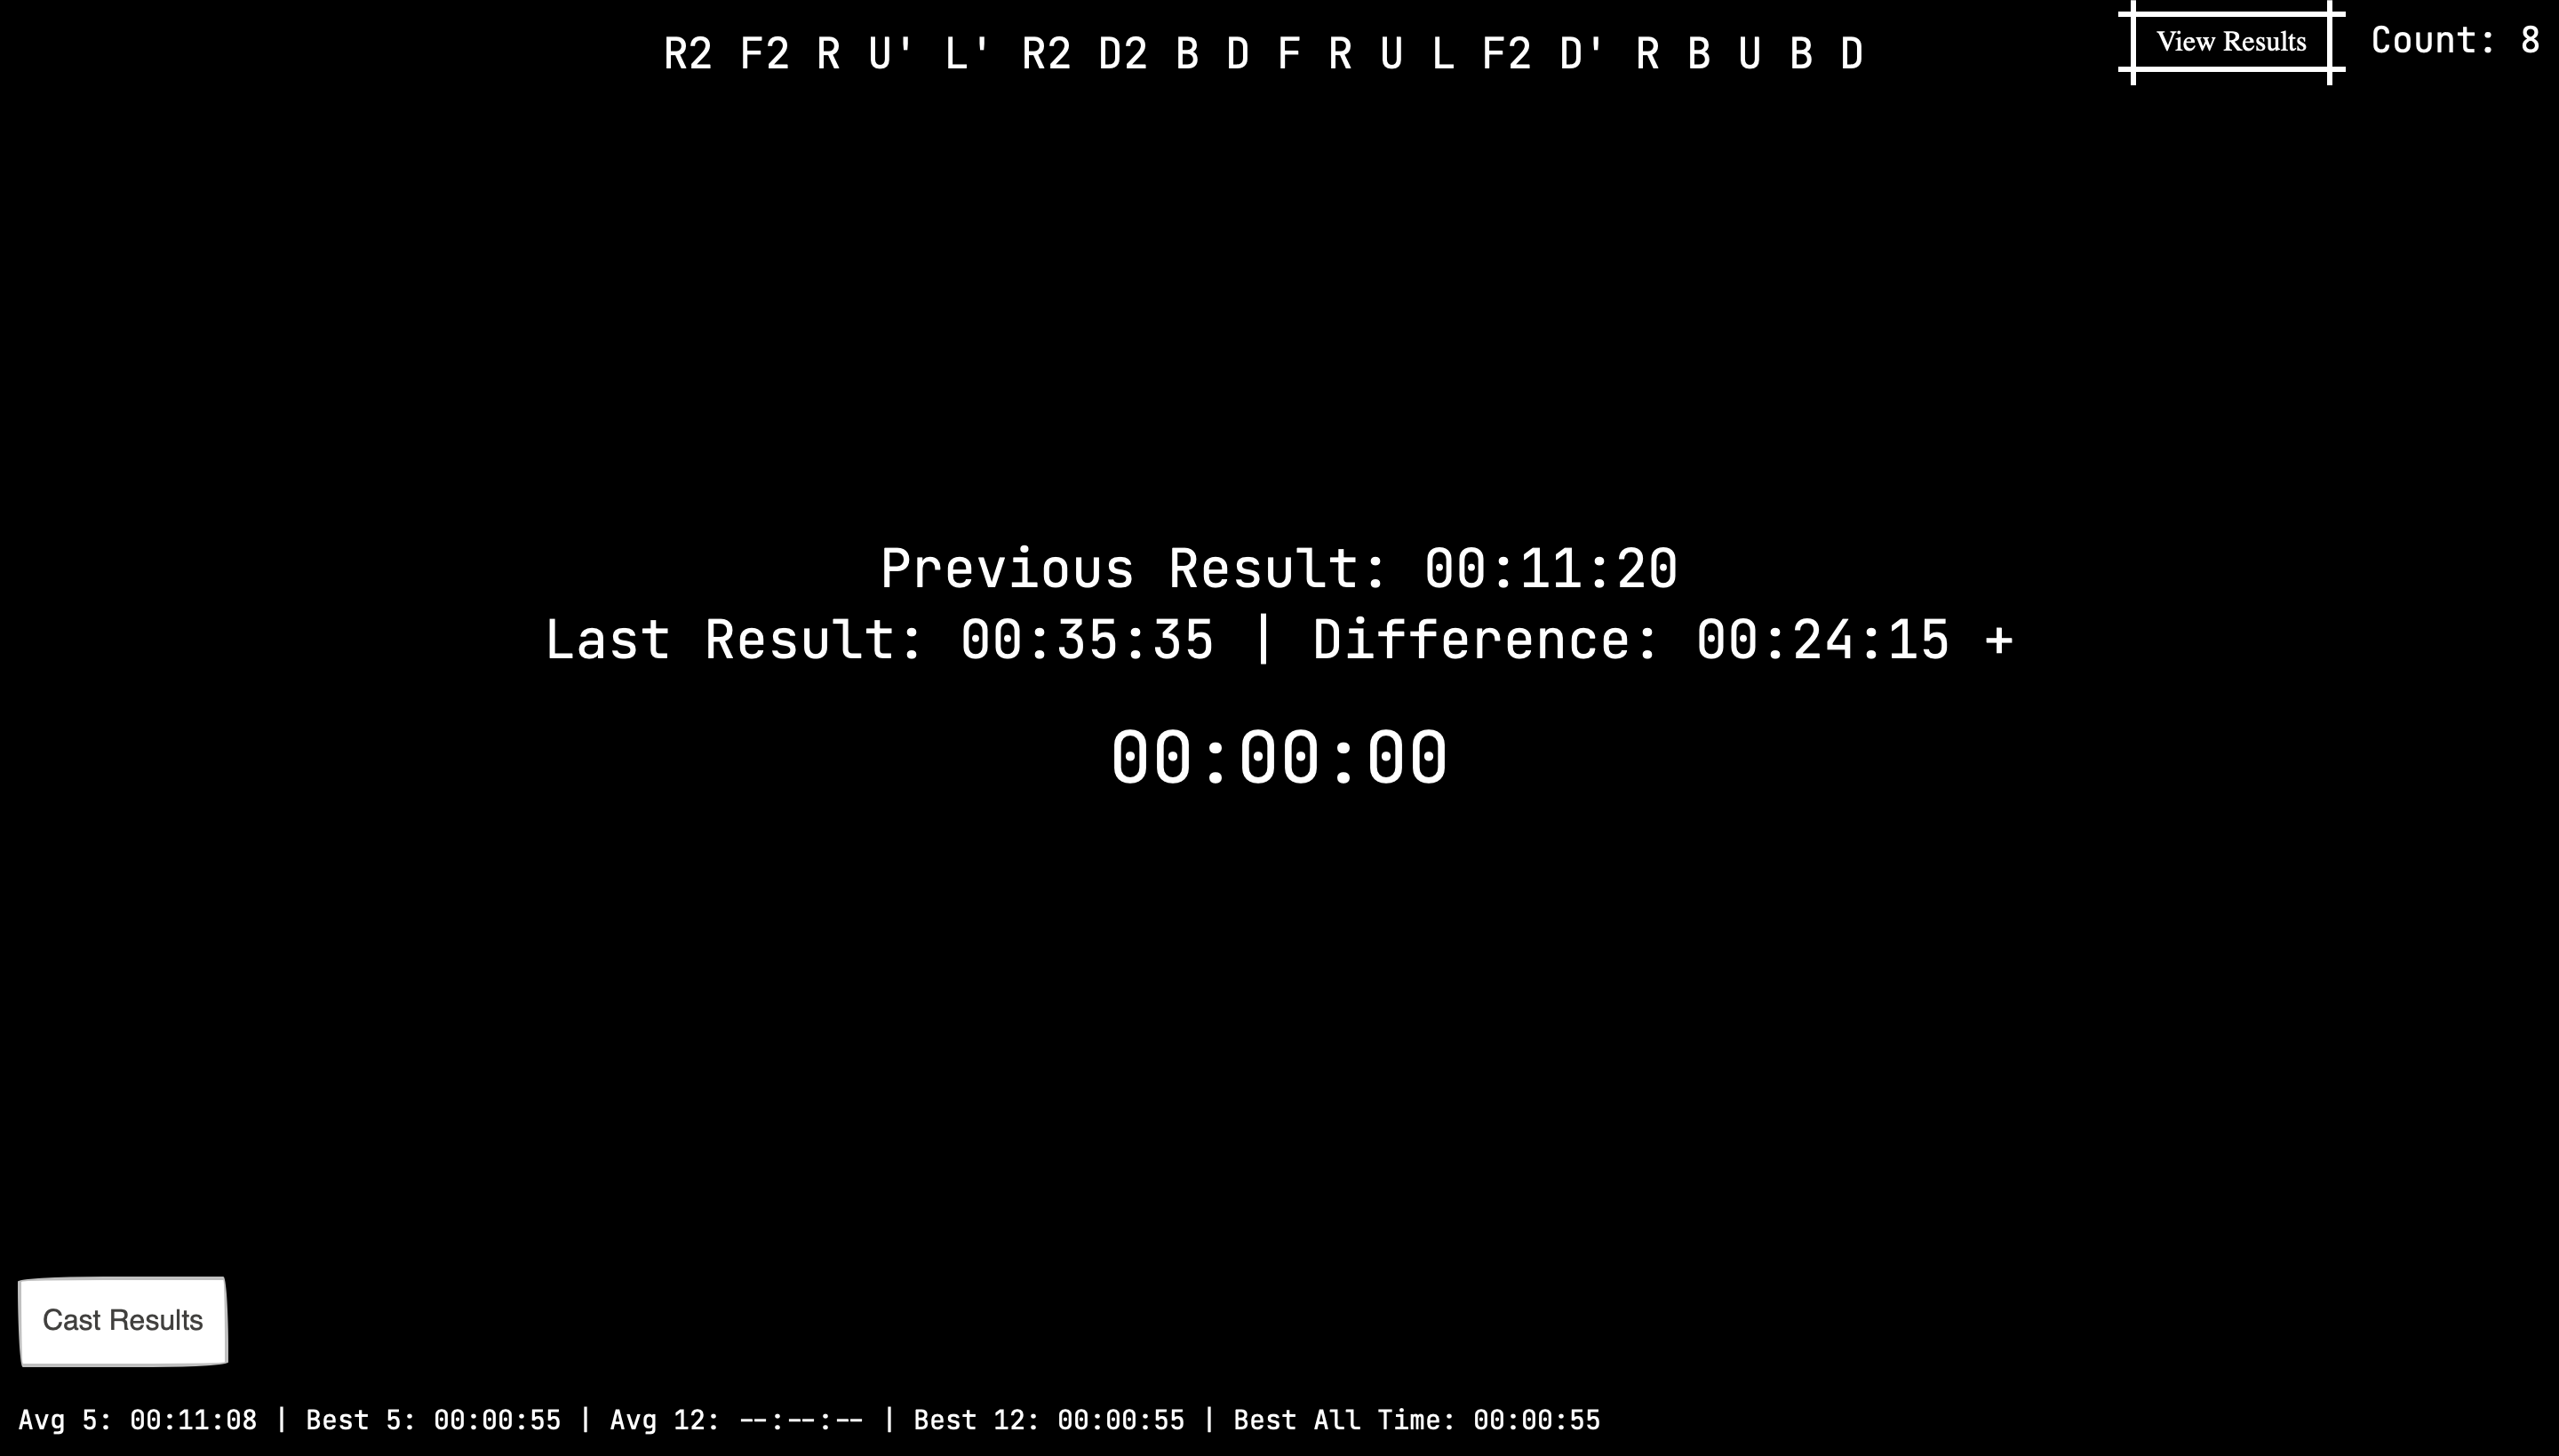 R2 F2 R U' L' R2 D2 B D F R U L F2 D' R B U B D
View Results
Count: 8
Previous Result: 00:11:20
Last Result: 00:35:35 | Difference: 00:24:15 +
00:00:00
Cast Results
Avg 5: 00:11:08 | Best 5: 00:00:55 | Avg 12: --:--:-- | Best 12: 00:00:55 | Best All Time: 00:00:55